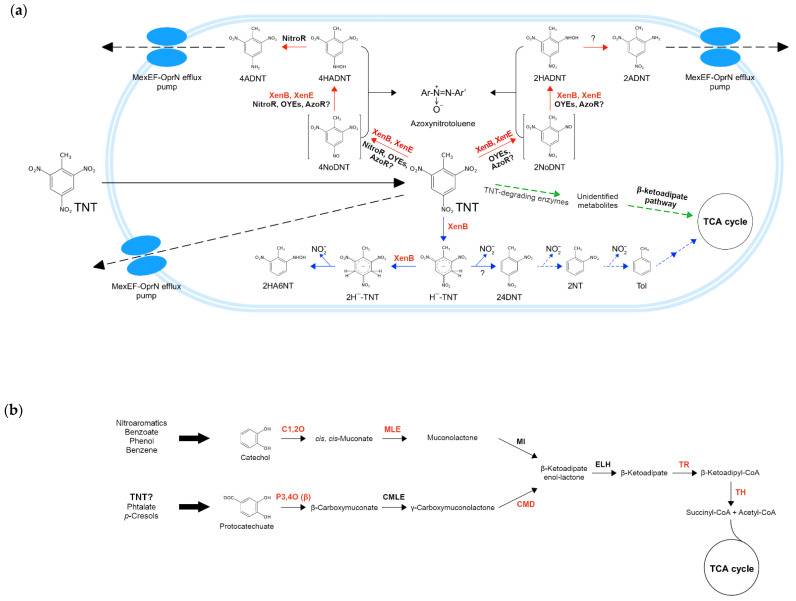 (a)
MexEF-OprN efflux
pump
4ADNT
NitroR
4HADNT
XenB, XenE
NitroR, OYEs, AzoR?
4NoDNT
Ar-N=N-Ar'
O
Azoxynitrotoluene
2HADNT
?
2ADNT
XenB, XenE
OYEs, AzoR?
2NoDNT
MexEF-OprN efflux
pump
XenB, XenE
NitroR, OYEs,
AzoR?
XenB, XenE
OYEs,
AzoR?
TNT
TNT
TNT-degrading enzymes
Unidentified
metabolites
β-ketoadipate
pathway
TCA cycle
XenB
MexEF-OprN efflux
pump
2HA6NT
NO₂⁻
2H⁻-TNT
XenB
H⁻-TNT
NO₂⁻
?
24DNT
NO₂⁻
2NT
NO₂⁻
Tol
(b)
Nitroaromatics
Benzoate
Phenol
Benzene
Catechol
C1,2O
cis, cis-Muconate
MLE
Muconolactone
MI
TNT?
Phtalate
p-Cresols
Protocatechuate
P3,4O (β)
β-Carboxymuconate
CMLE
γ-Carboxymuconolactone
CMD
β-Ketoadipate
enol-lactone
ELH
β-Ketoadipate
TR
β-Ketoadipyl-CoA
TH
Succinyl-CoA + Acetyl-CoA
TCA cycle